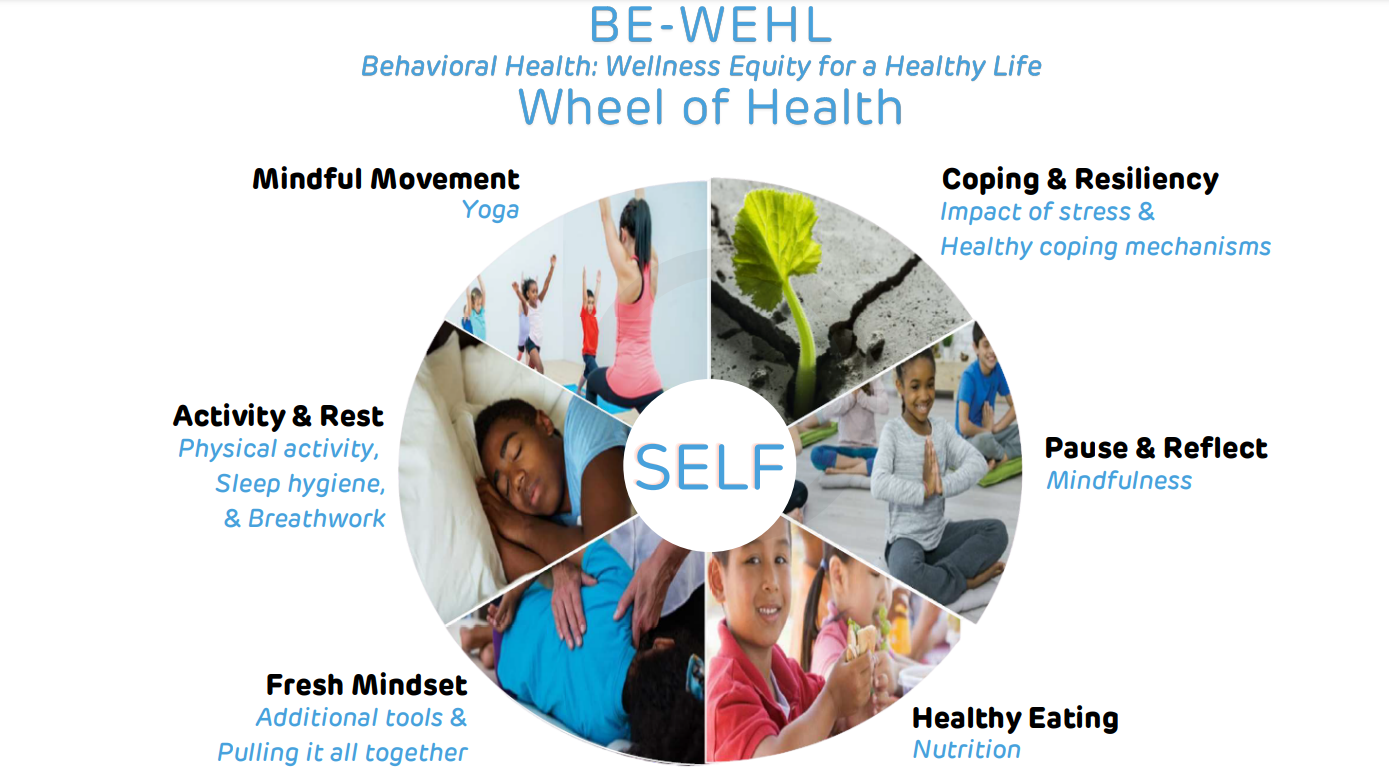 BE-WEHL
Behavioral Health: Wellness Equity for a Healthy Life
Wheel of Health
Mindful Movement
Yoga
Coping & Resiliency
Impact of stress &
Healthy coping mechanisms
Activity & Rest
Physical activity,
Sleep hygiene,
& Breathwork
SELF
Pause & Reflect
Mindfulness
Fresh Mindset
Additional tools &
Pulling it all together
Healthy Eating
Nutrition